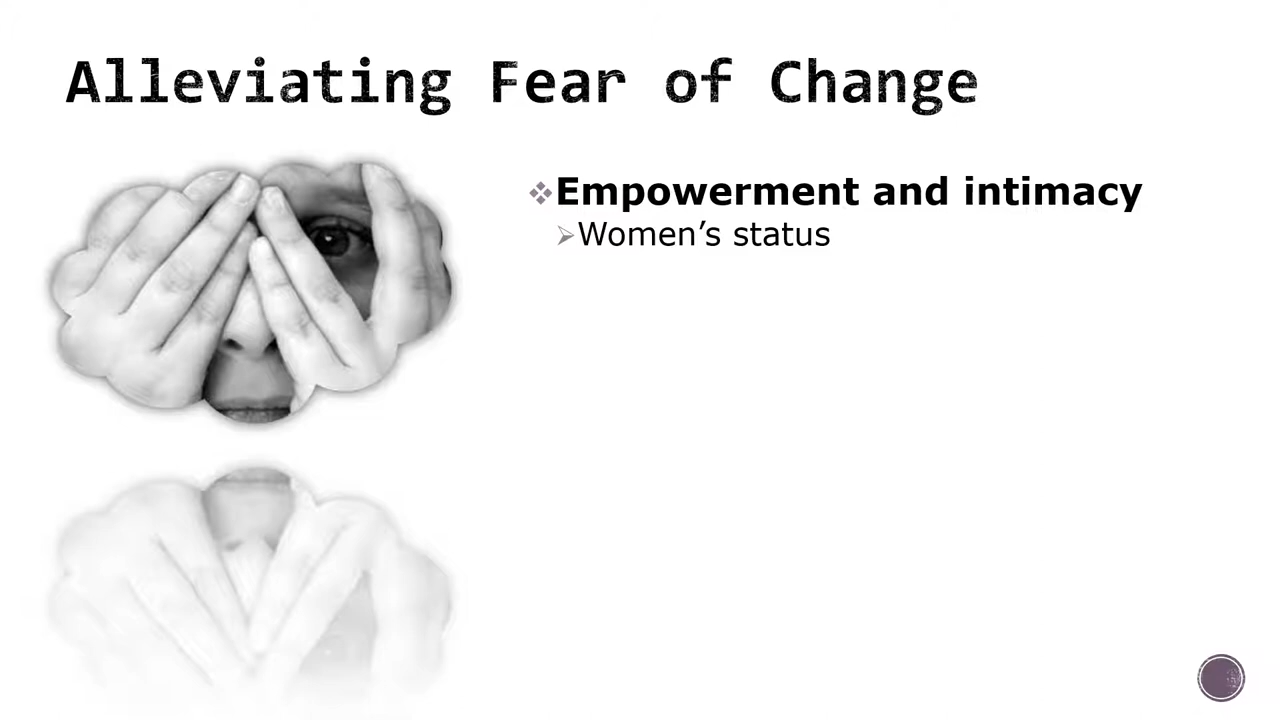 Alleviating Fear of Change
Empowerment and intimacy
Women’s status